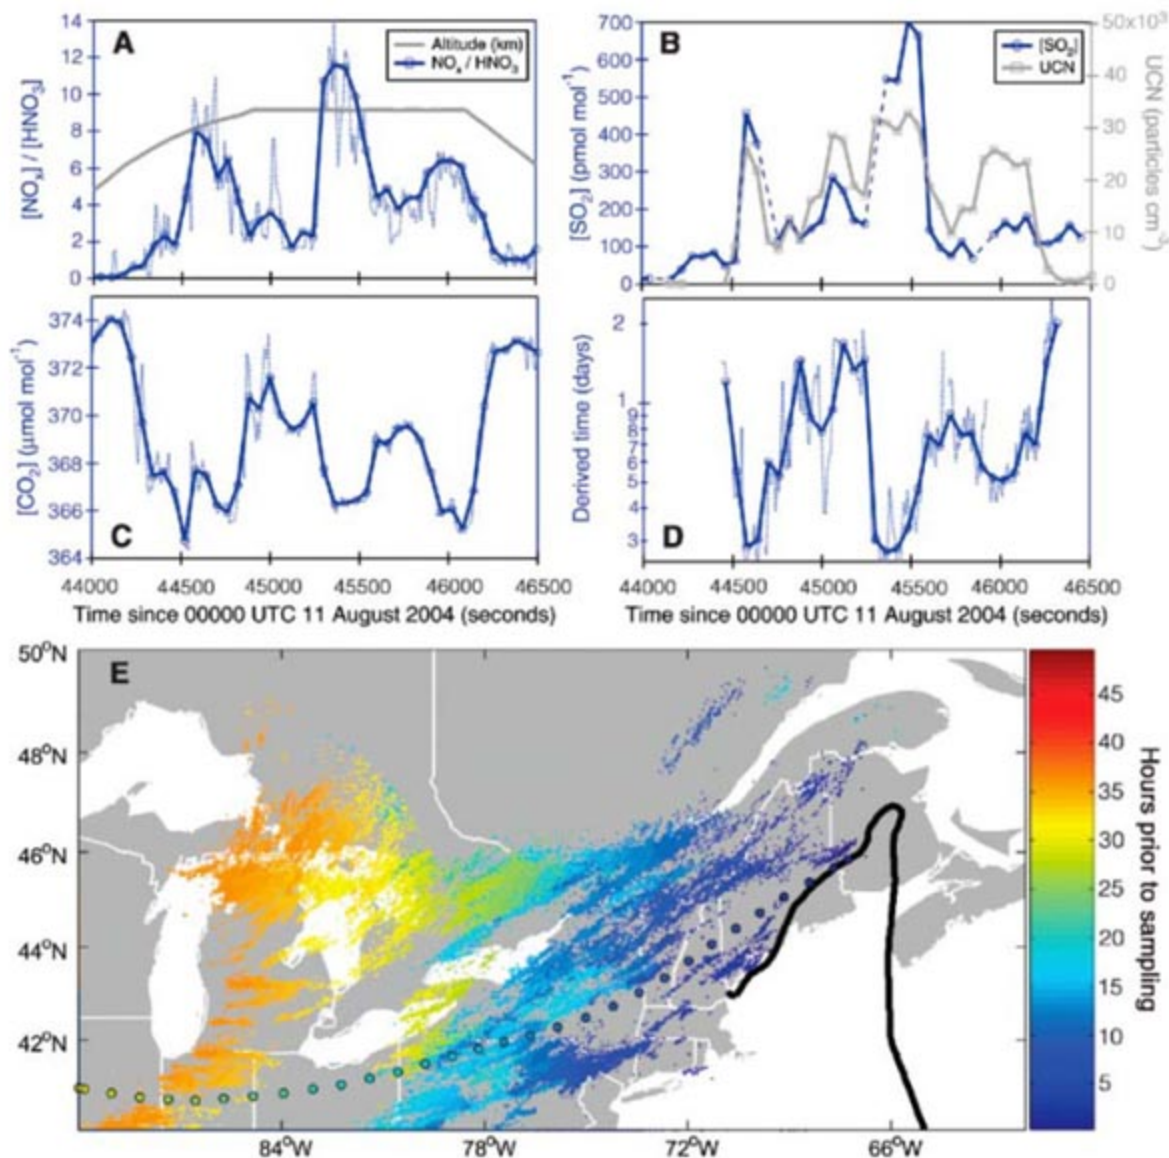 A
Altitude (km)
NOx / HNO3
[NOx] / [HNO3]
14
12
10
8
6
4
2
0
B
[SO2]
UCN
[SO2] (pmol mol-1)
700
600
500
400
300
200
100
0
UCN (particles cm-3)
50x10³
40
30
20
10
0
C
[CO2] (µmol mol-1)
374
372
370
368
366
364
44000 44500 45000 45500 46000 46500
Time since 00000 UTC 11 August 2004 (seconds)
D
Derived time (days)
2
1
9
8
7
6
5
4
3
44000 44500 45000 45500 46000 46500
Time since 00000 UTC 11 August 2004 (seconds)
E
50°N
48°N
46°N
44°N
42°N
84°W 78°W 72°W 66°W
Hours prior to sampling
45
40
35
30
25
20
15
10
5